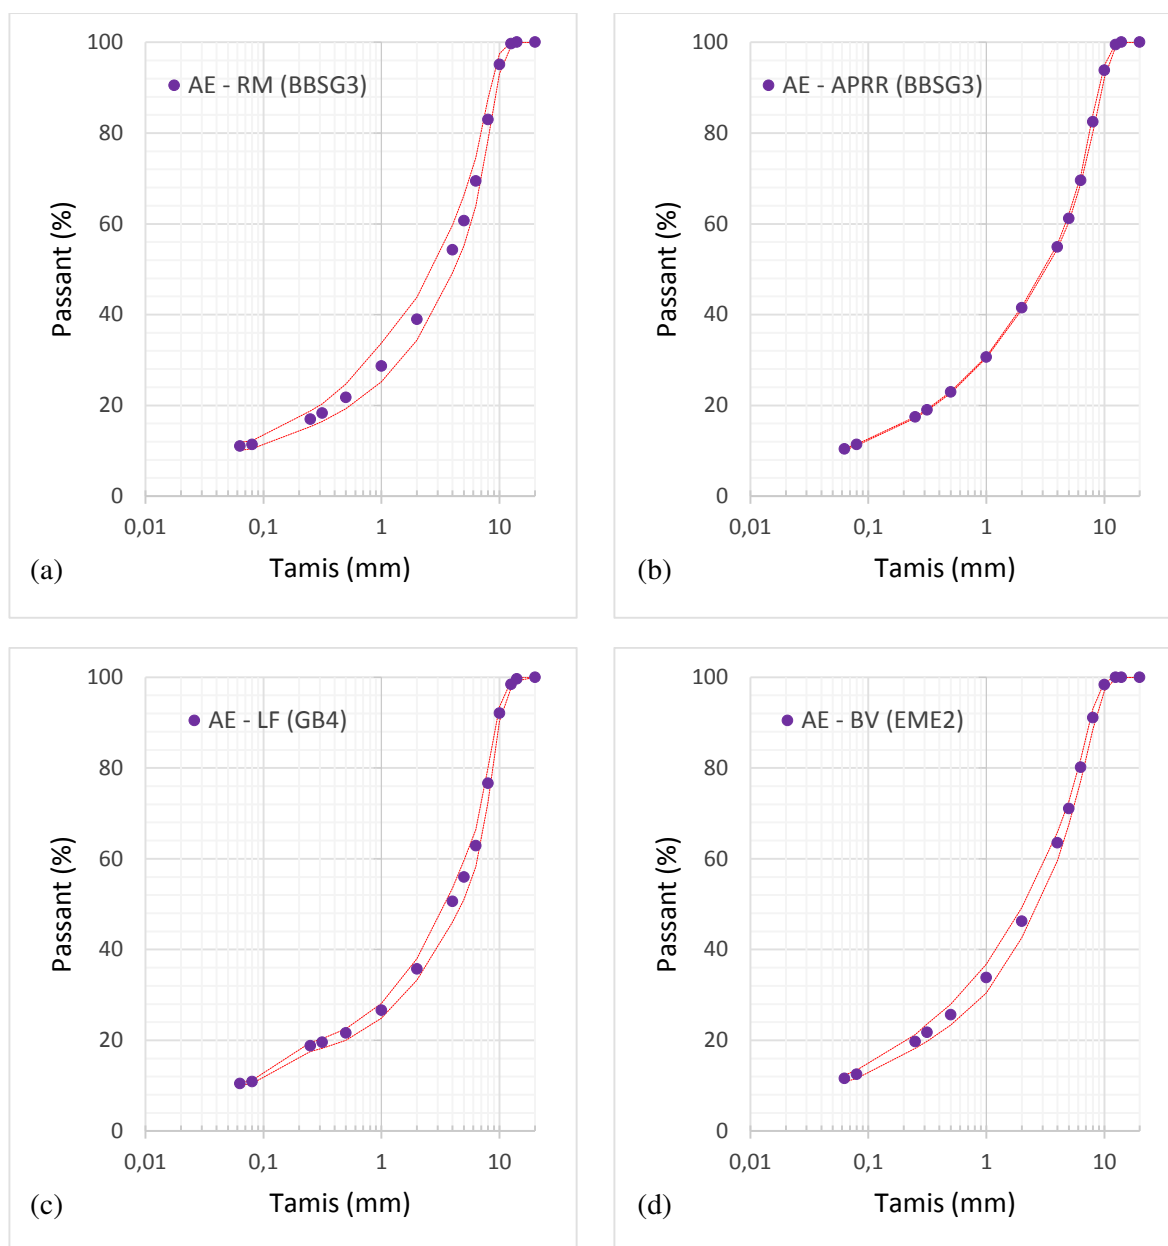 100
80
60
40
20
0
AE - RM (BBSG3)
Passant (%)
0,01
0,1
1
10
Tamis (mm)
(a)
100
80
60
40
20
0
AE - APRR (BBSG3)
Passant (%)
0,01
0,1
1
10
Tamis (mm)
(b)
100
80
60
40
20
0
AE - LF (GB4)
Passant (%)
0,01
0,1
1
10
Tamis (mm)
(c)
100
80
60
40
20
0
AE - BV (EME2)
Passant (%)
0,01
0,1
1
10
Tamis (mm)
(d)